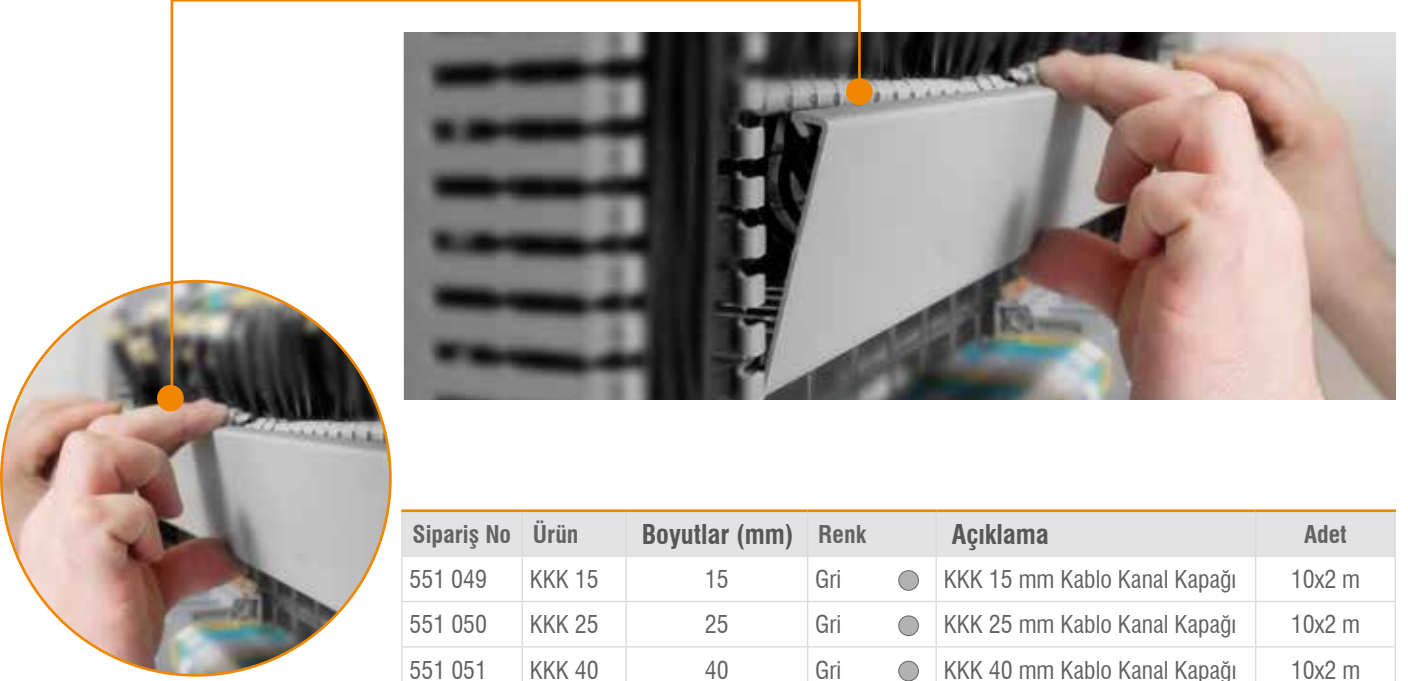 Sipariş No Ürün Boyutlar (mm) Renk Açıklama Adet
551 049 KKK 15 15 Gri KKK 15 mm Kablo Kanal Kapağı 10x2 m
551 050 KKK 25 25 Gri KKK 25 mm Kablo Kanal Kapağı 10x2 m
551 051 KKK 40 40 Gri KKK 40 mm Kablo Kanal Kapağı 10x2 m